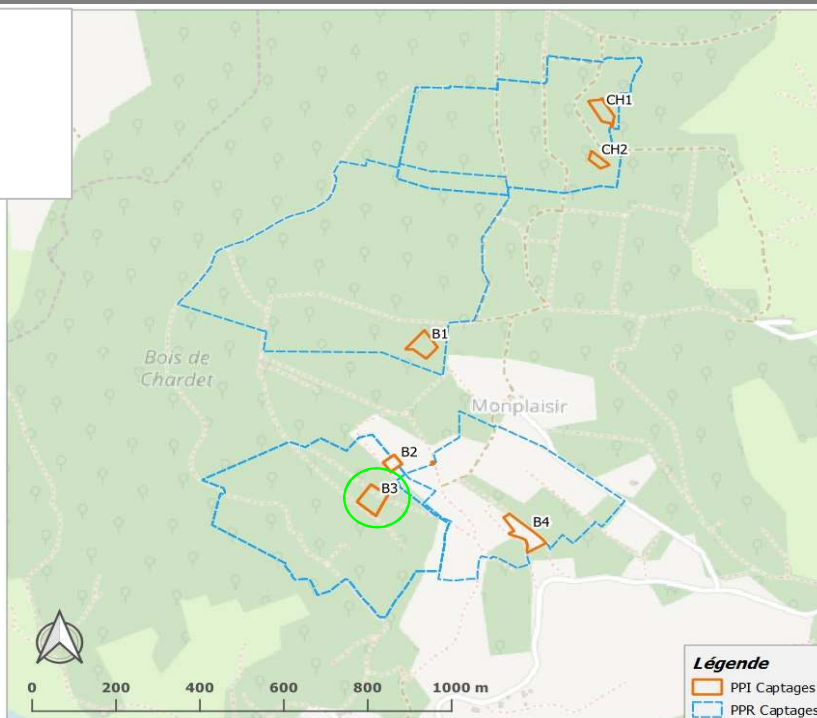 CH1
CH2
B1
Bois de
Chardet
Monplaisir
B2
B3
B4
0 200 400 600 800 1000 m
Légende
PPI Captages
PPR Captages